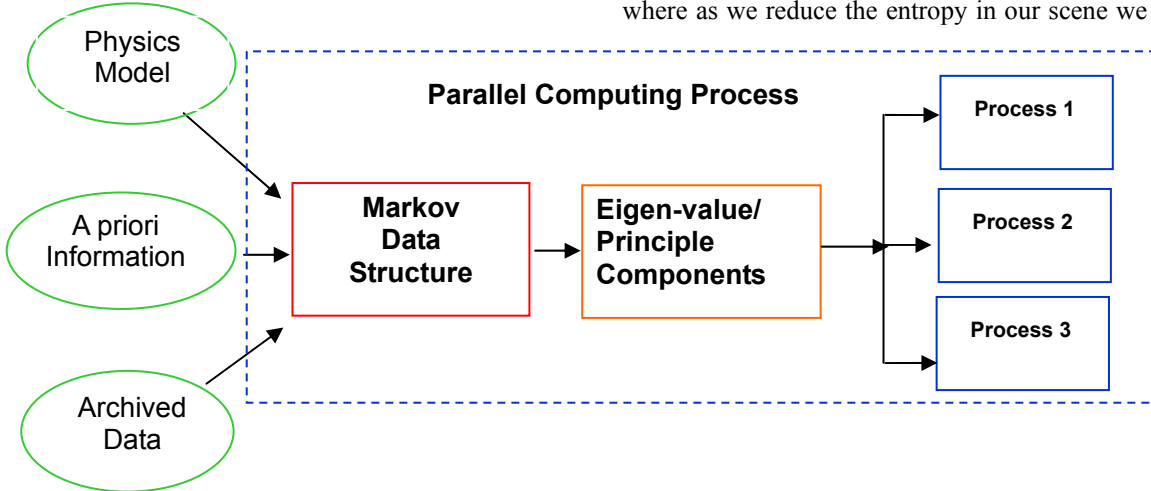 where as we reduce the entropy in our scene we
Physics
Model
Parallel Computing Process
Process 1
A priori
Information
Markov
Data
Structure
Eigen-value/
Principle
Components
Process 2
Process 3
Archived
Data